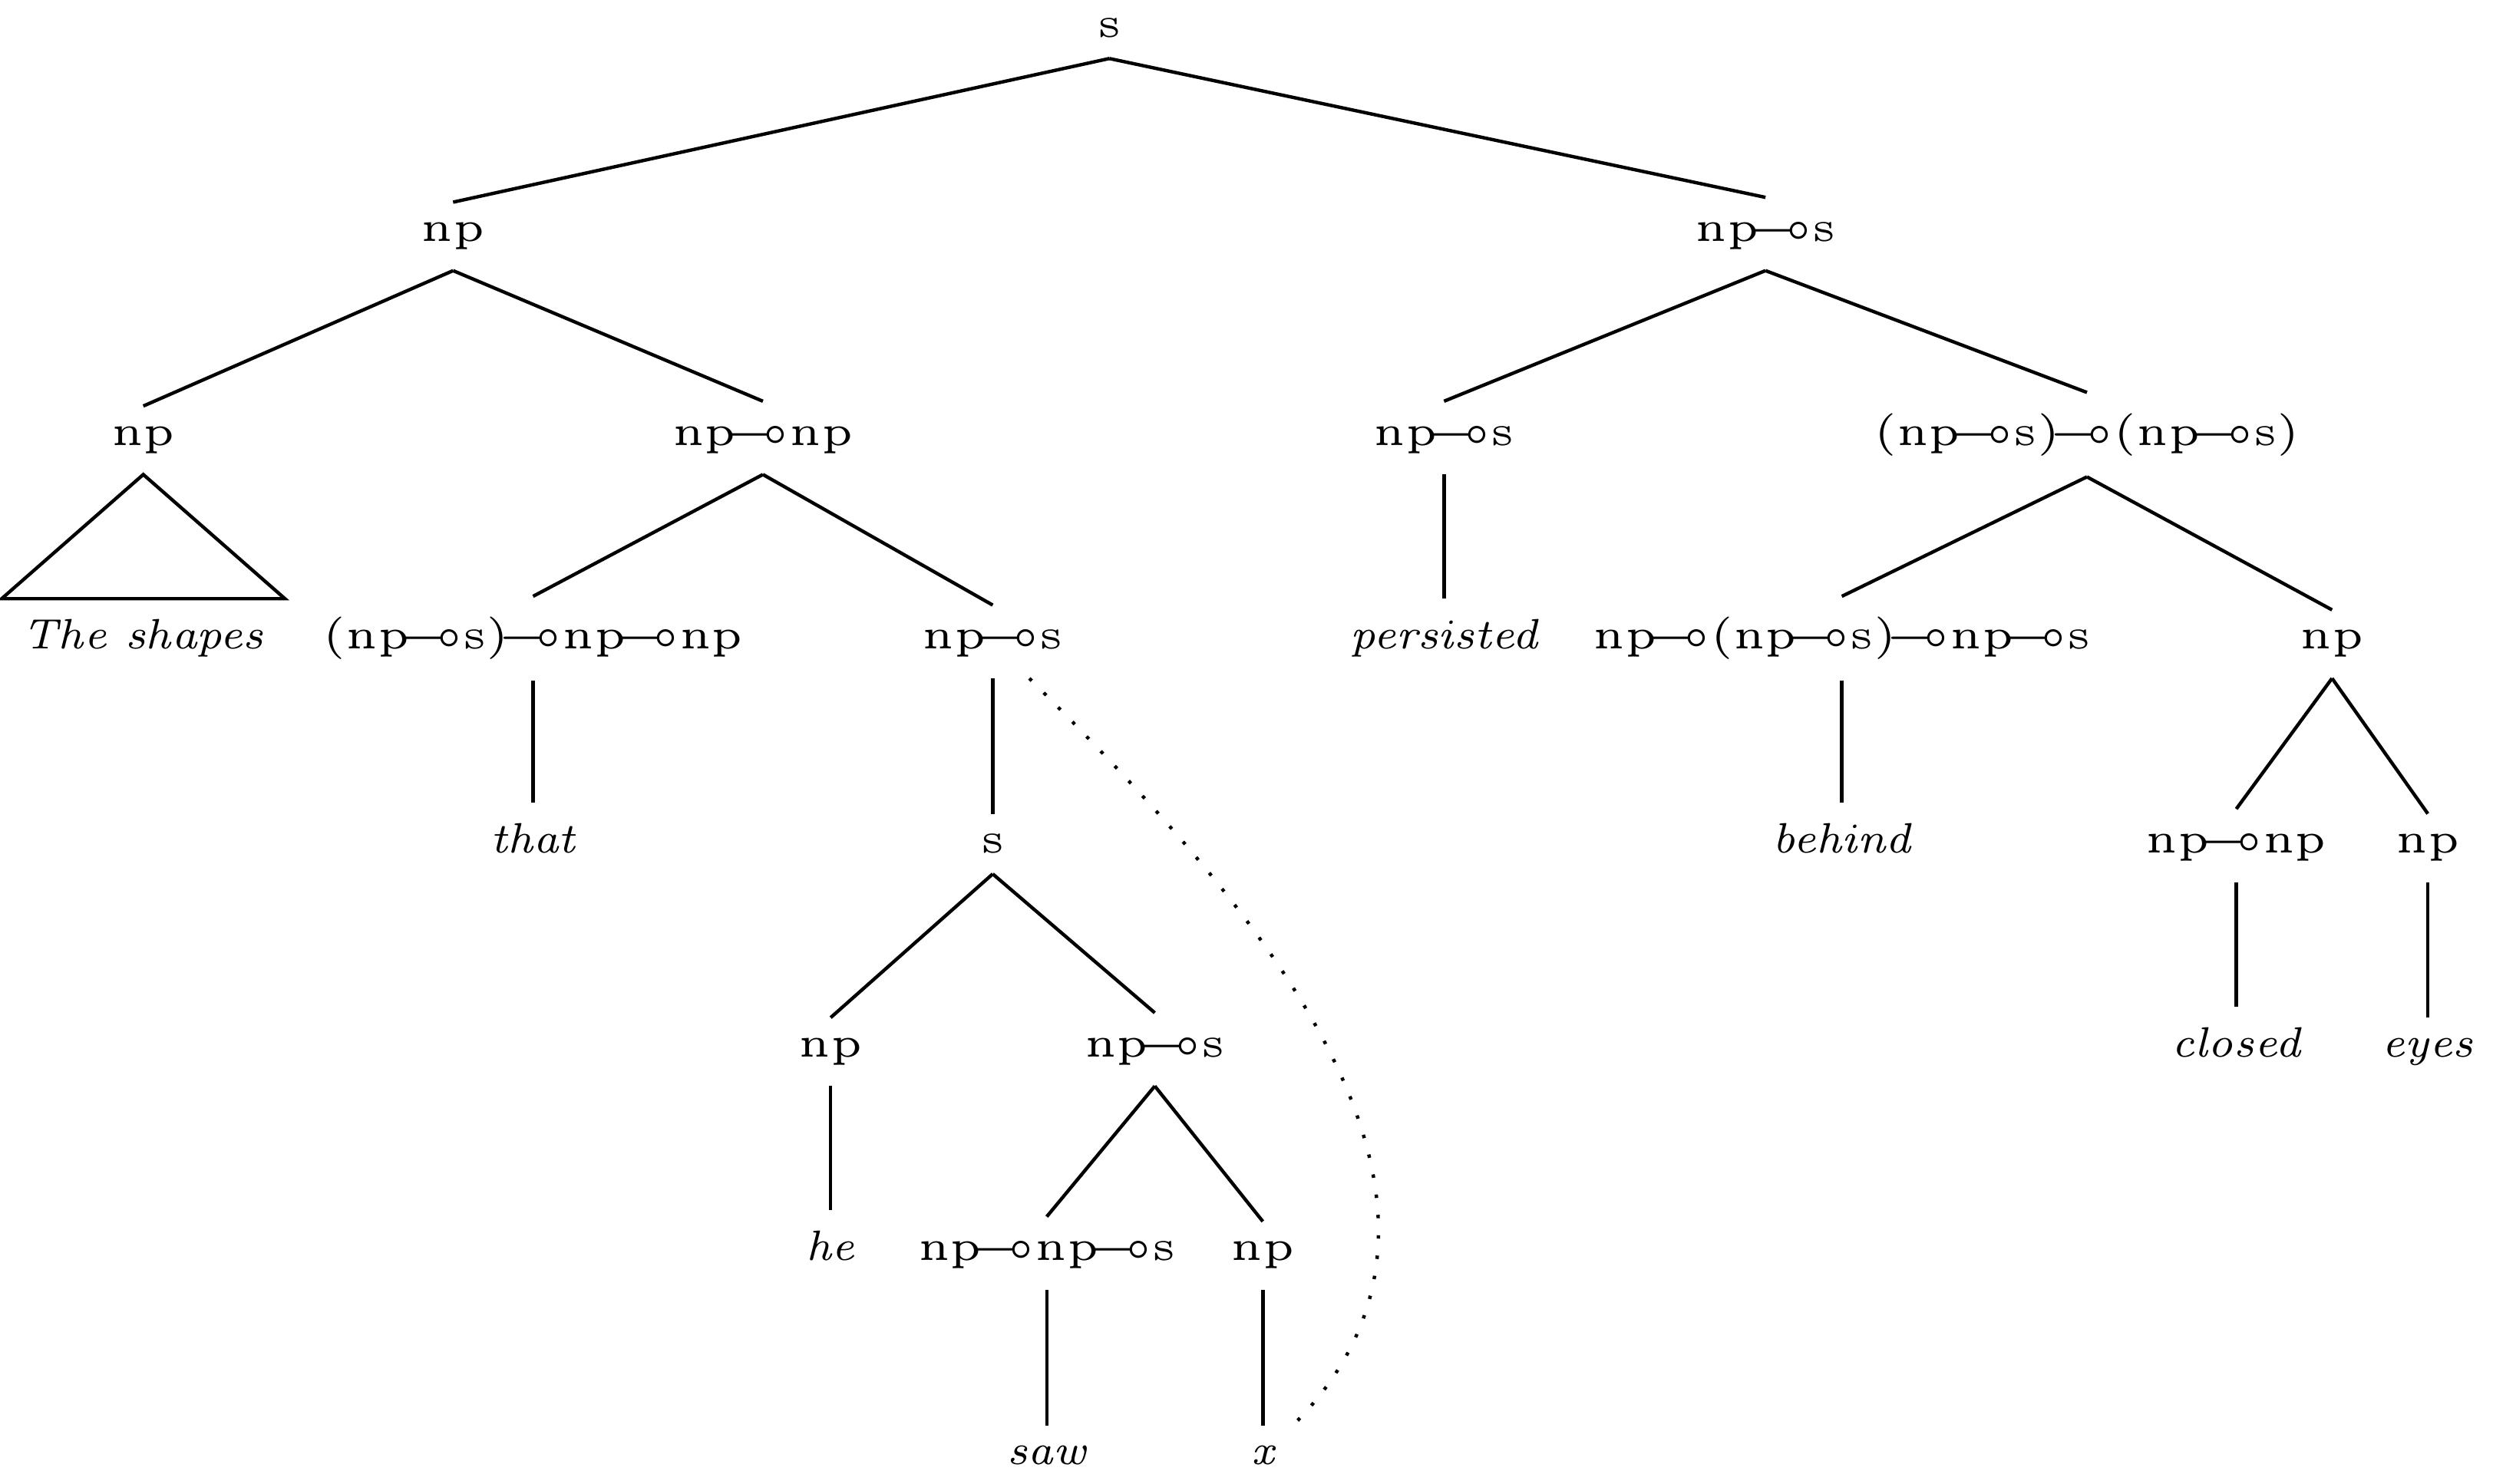 s
np np⊸s
np np⊸np np⊸s (np⊸s)⊸(np⊸s)
The shapes (np⊸s)⊸np⊸np np⊸s persisted np⊸(np⊸s)⊸np⊸s np
that s behind np⊸np np
np np⊸s closed eyes
he np⊸np⊸s np
saw x